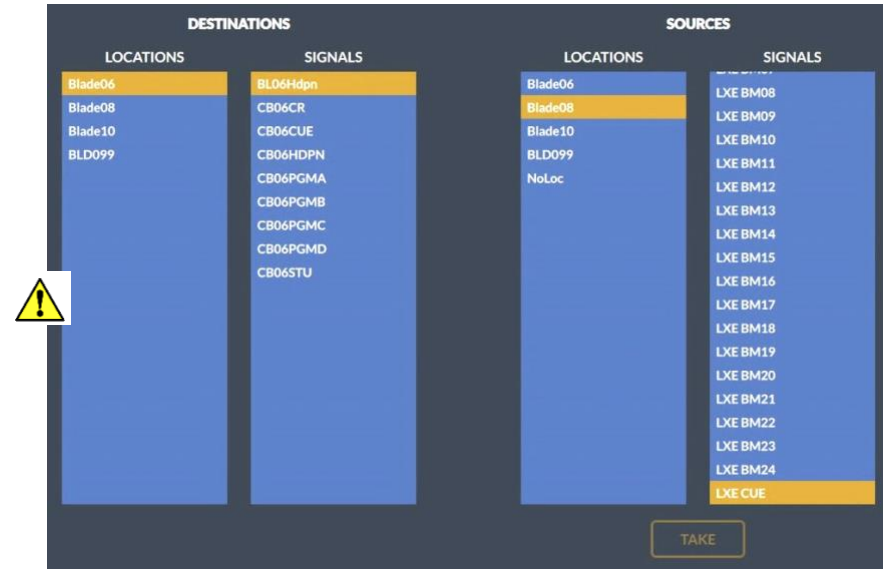 DESTINATIONS
LOCATIONS
Blade06
Blade08
Blade10
BLD099
SIGNALS
BL06Hdpn
CB06CR
CB06CUE
CB06HDPN
CB06PGMA
CB06PGMB
CB06PGMC
CB06PGMD
CB06STU
SOURCES
LOCATIONS
Blade06
Blade08
Blade10
BLD099
NoLoc
SIGNALS
LXE BM08
LXE BM09
LXE BM10
LXE BM11
LXE BM12
LXE BM13
LXE BM14
LXE BM15
LXE BM16
LXE BM17
LXE BM18
LXE BM19
LXE BM20
LXE BM21
LXE BM22
LXE BM23
LXE BM24
LXE CUE
TAKE